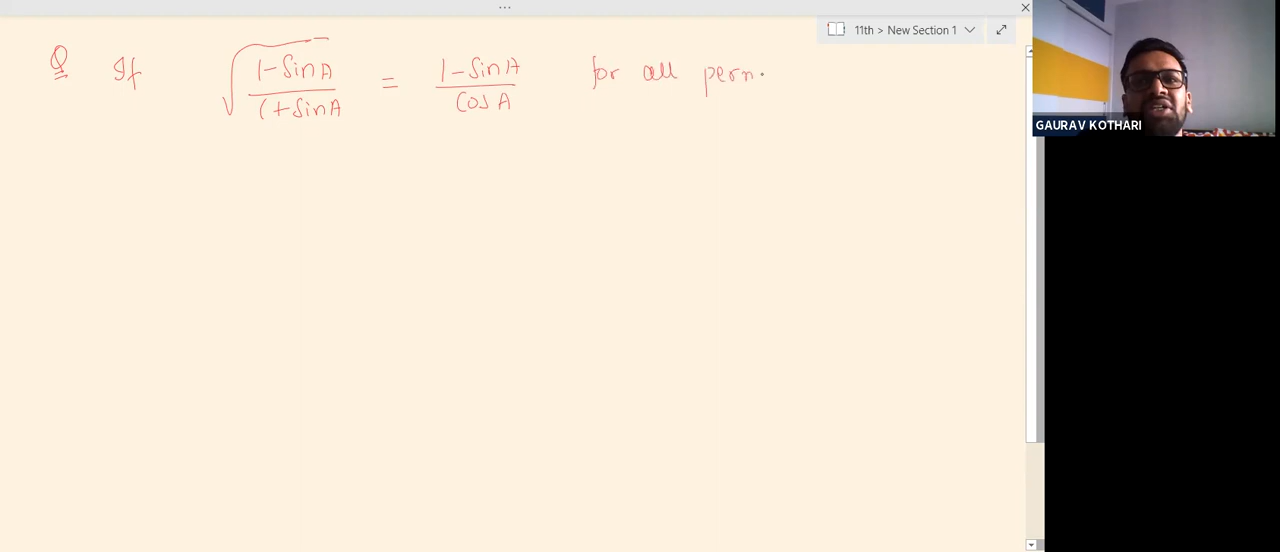 11th > New Section 1
GAURAV KOTHARI
Q If √((1-SinA)/(1+SinA)) = (1-SinA)/(CosA) for all perm